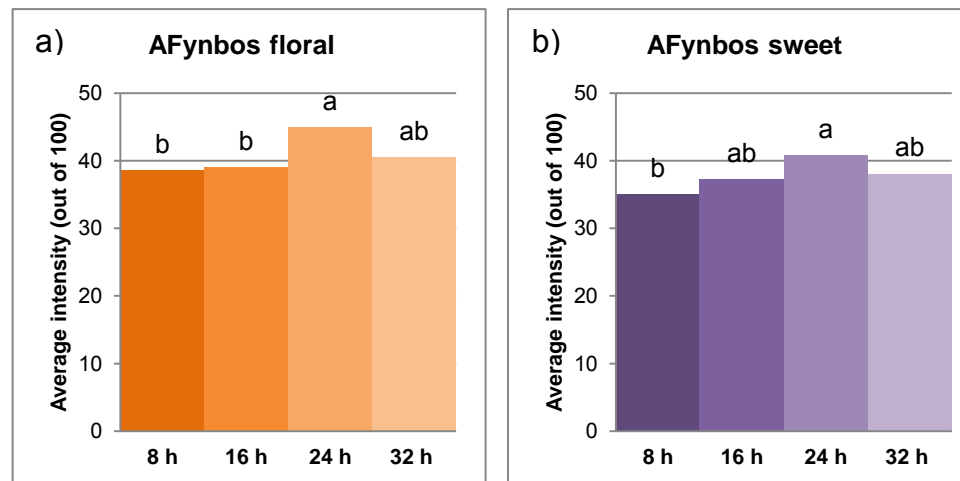 a)
AFynbos floral
Average intensity (out of 100)
50
40
30
20
10
0
b
b
a
ab
8 h
16 h
24 h
32 h
b)
AFynbos sweet
Average intensity (out of 100)
50
40
30
20
10
0
b
ab
a
ab
8 h
16 h
24 h
32 h